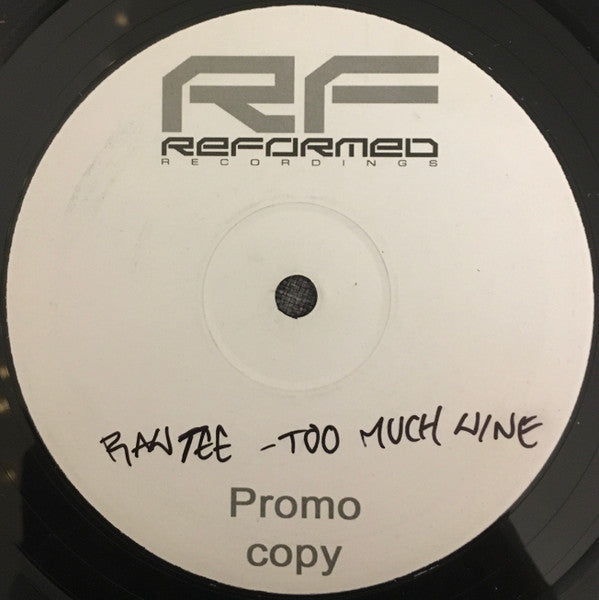 RF
REFORMED
RECORDINGS
RAWTEE - TOO MUCH WINE
Promo
copy